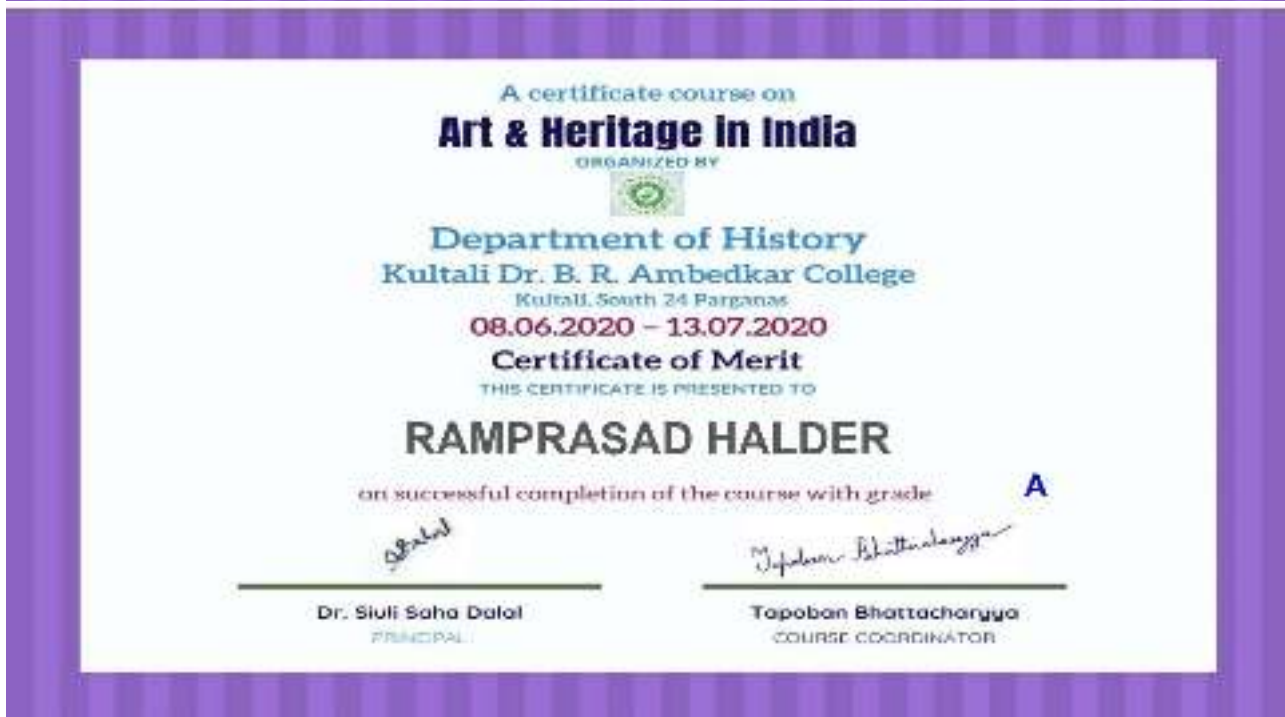 A certificate course on
Art & Heritage in India
ORGANIZED BY
Department of History
Kultali Dr. B. R. Ambedkar College
Kultali, South 24 Parganas
08.06.2020 – 13.07.2020
Certificate of Merit
THIS CERTIFICATE IS PRESENTED TO
RAMPRASAD HALDER
on successful completion of the course with grade A
Tapoban Bhattacharyya
Dr. Siuli Saha Dalal Tapoban Bhattacharyya
PRINCIPAL COURSE COORDINATOR